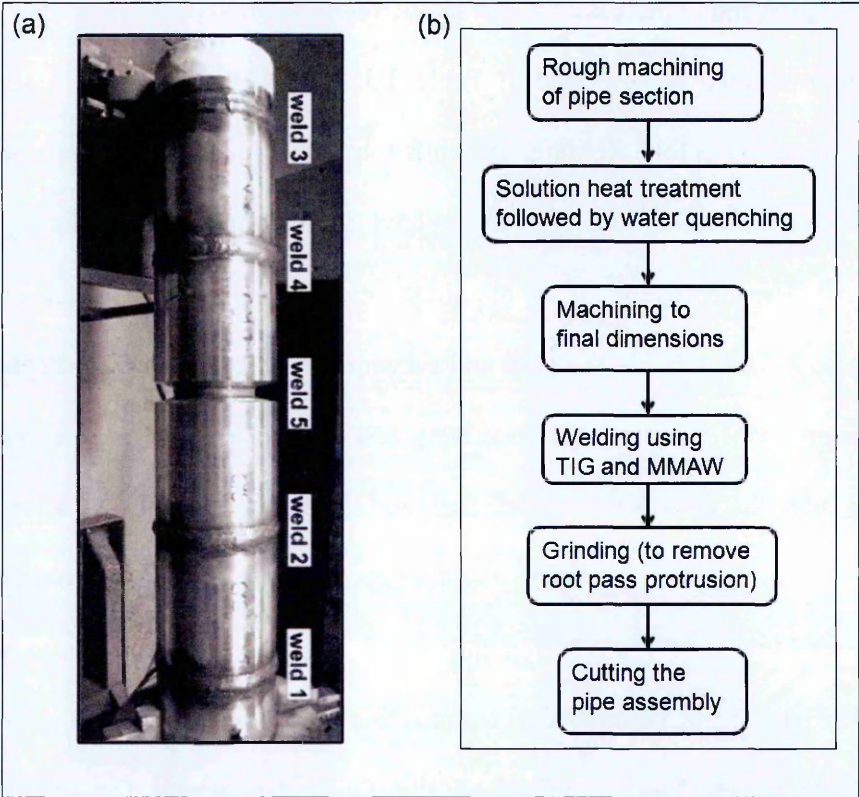 (a)
weld 3
weld 4
weld 5
weld 2
weld 1
(b)
Rough machining
of pipe section
Solution heat treatment
followed by water quenching
Machining to
final dimensions
Welding using
TIG and MMAW
Grinding (to remove
root pass protrusion)
Cutting the
pipe assembly